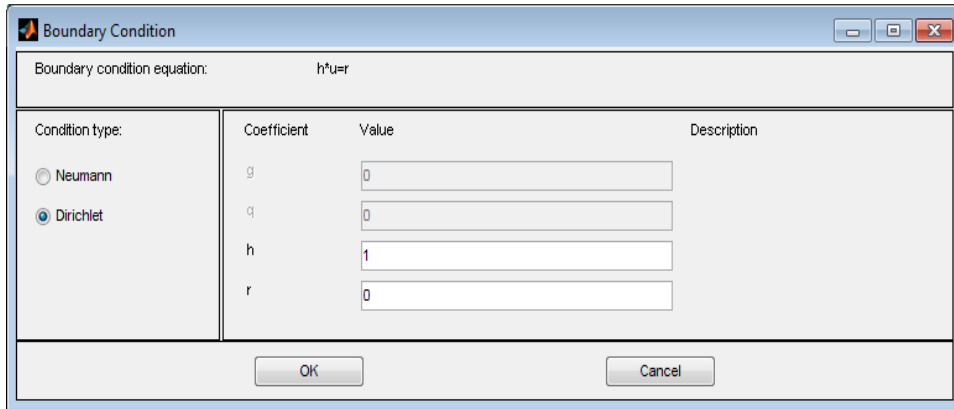 Boundary Condition
Boundary condition equation: h*u=r
Condition type:
Neumann
Dirichlet
Coefficient Value Description
g 0
q 0
h 1
r 0
OK Cancel